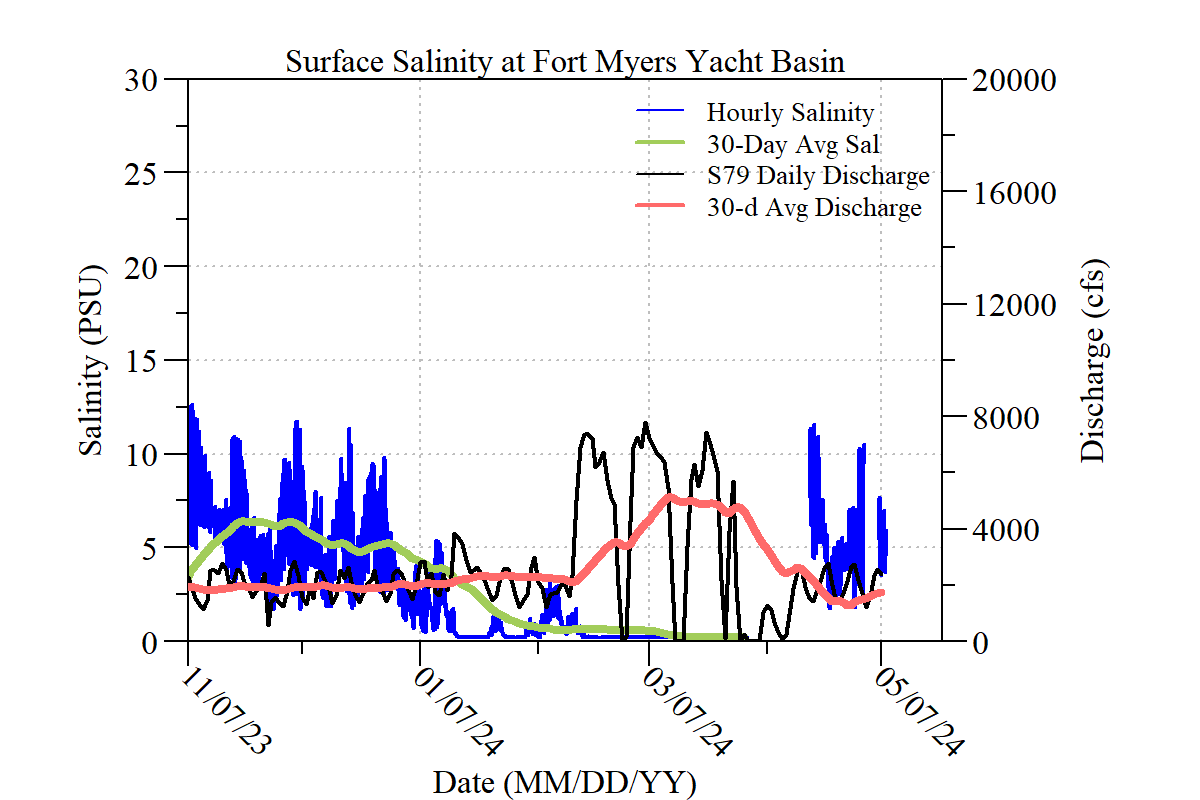 Surface Salinity at Fort Myers Yacht Basin
30
25
20
15
10
5
0
Salinity (PSU)
Hourly Salinity
30-Day Avg Sal
S79 Daily Discharge
30-d Avg Discharge
20000
16000
12000
8000
4000
0
Discharge (cfs)
11/07/23
01/07/24
03/07/24
05/07/24
Date (MM/DD/YY)